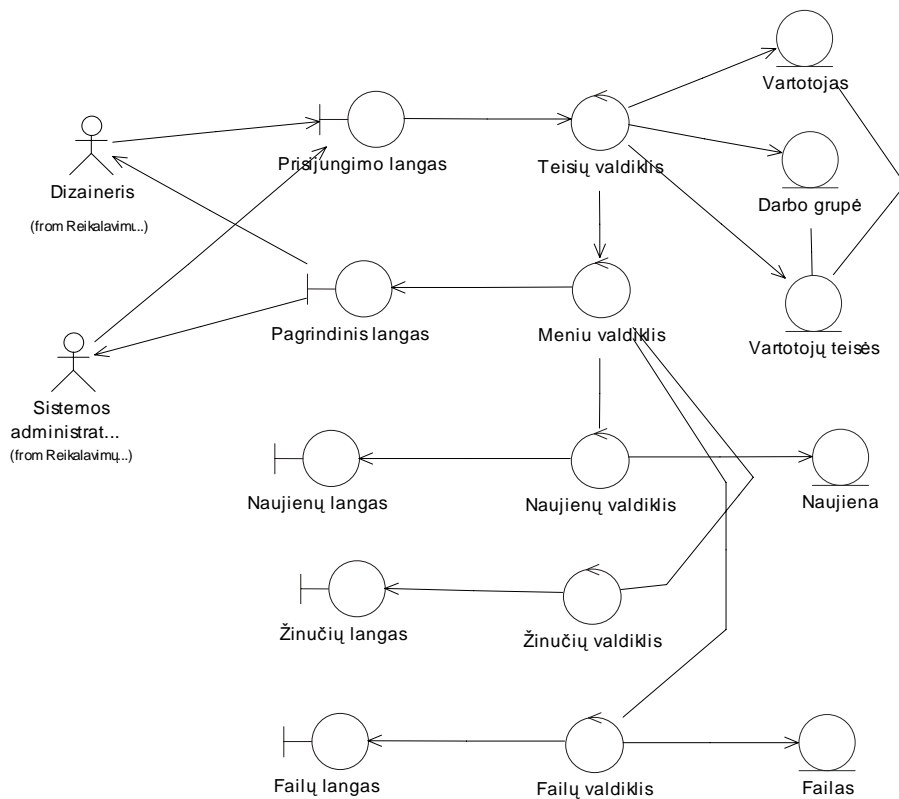 Vartotojas
Dizaineris
(from Reikalavimu...)
Prisijungimo langas
Teisių valdiklis
Darbo grupė
Pagrindinis langas
Meniu valdiklis
Vartotojų teisės
Sistemos
administrat...
(from Reikalavimų...)
Naujienų langas
Naujienų valdiklis
Naujiena
Žinučių langas
Žinučių valdiklis
Failų langas
Failų valdiklis
Failas